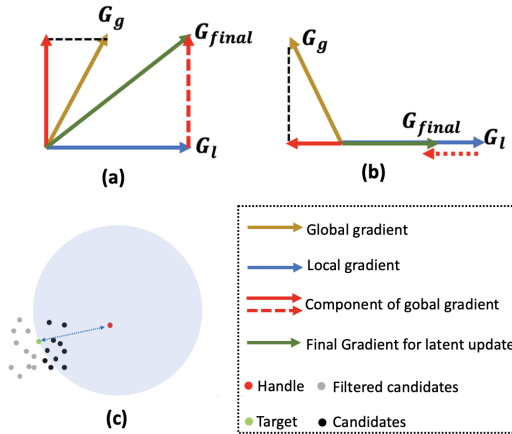 G_g
G_final
G_l
(a)
G_g
G_final
G_l
(b)
(c)
Global gradient
Local gradient
Component of gobal gradient
Final Gradient for latent update
Handle
Filtered candidates
Target
Candidates